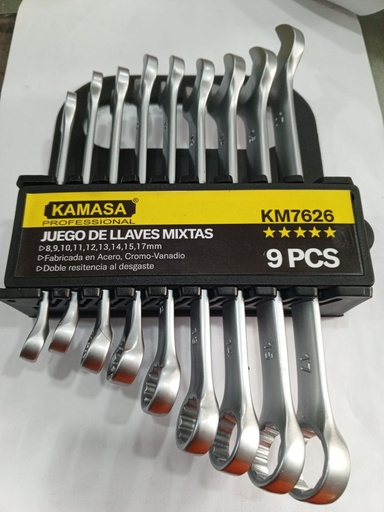 KAMASA
PROFESSIONAL
JUEGO DE LLAVES MIXTAS
▷8,9,10,11,12,13,14,15,17mm
▷Fabricada en Acero, Cromo-Vanadio
▷Doble resitencia al desgaste
KM7626
★★★★★
9 PCS
17